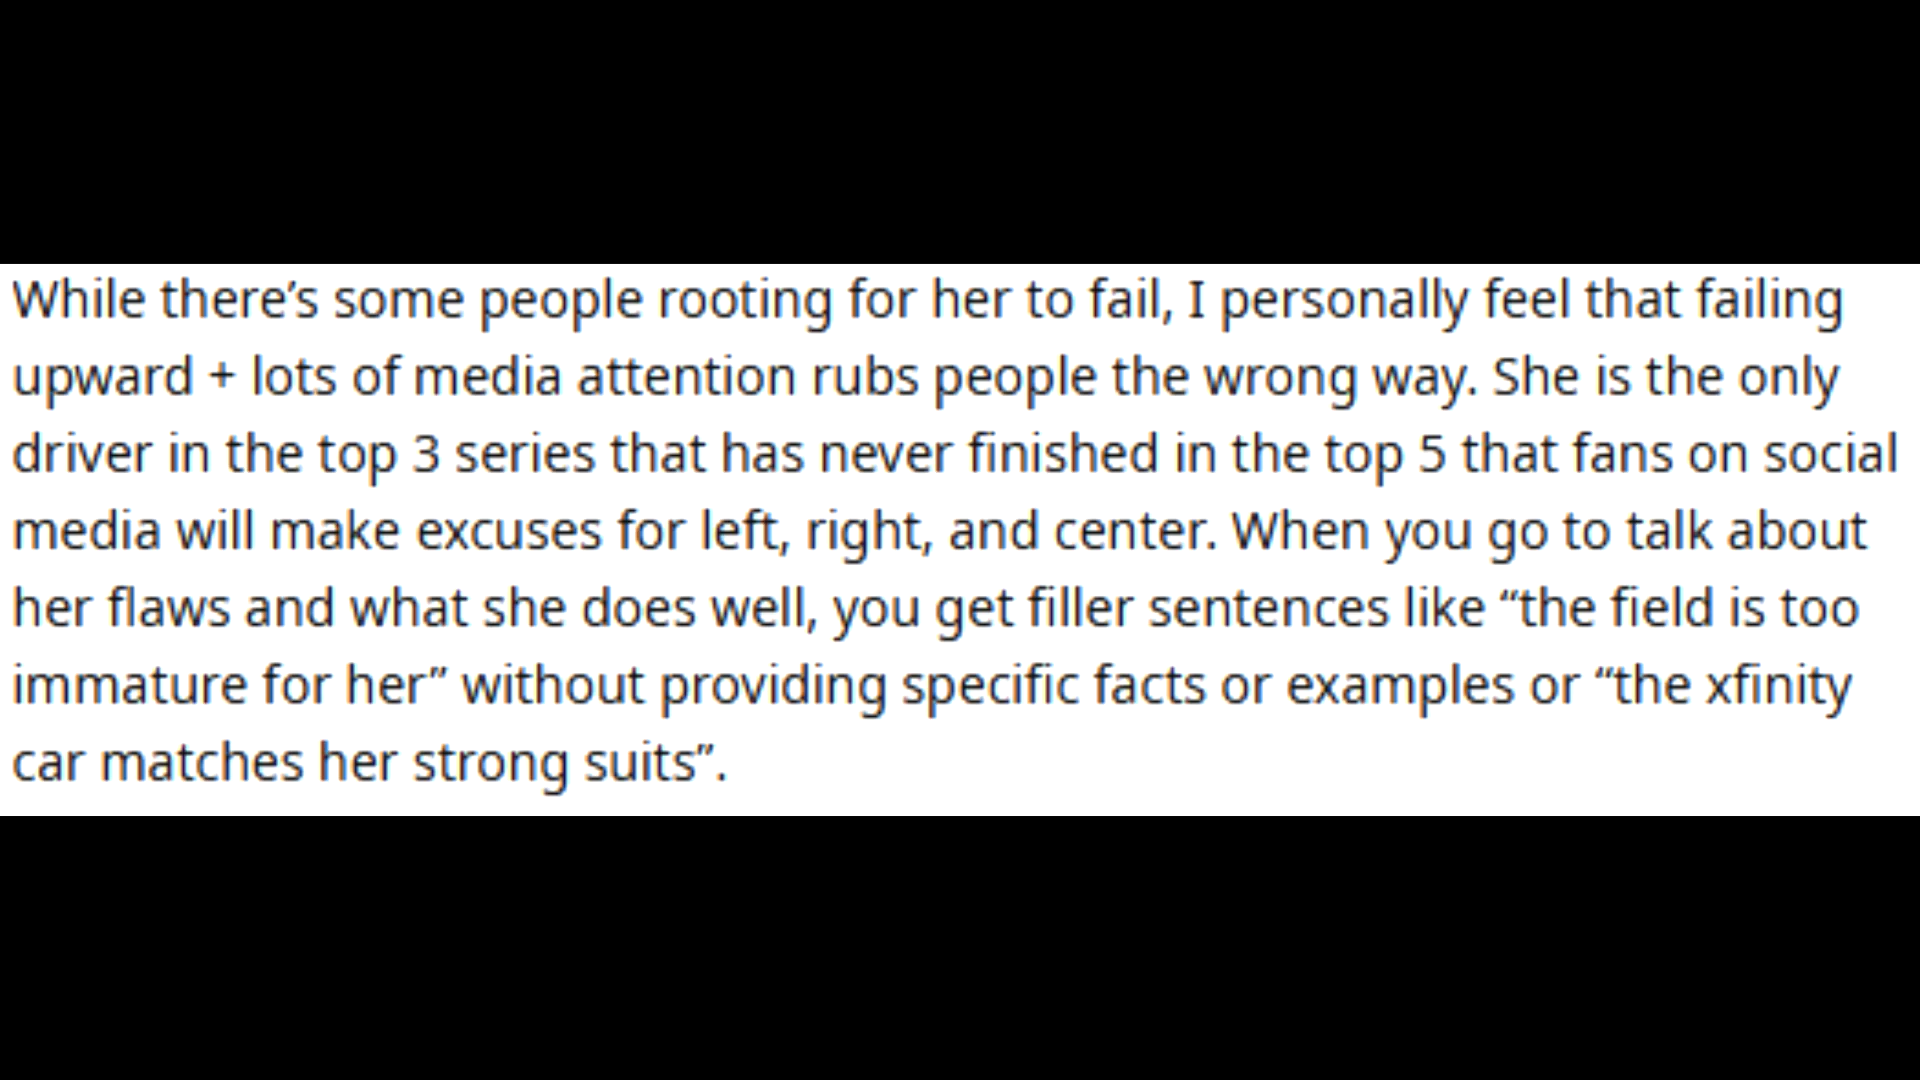 While there’s some people rooting for her to fail, I personally feel that failing
upward + lots of media attention rubs people the wrong way. She is the only
driver in the top 3 series that has never finished in the top 5 that fans on social
media will make excuses for left, right, and center. When you go to talk about
her flaws and what she does well, you get filler sentences like “the field is too
immature for her” without providing specific facts or examples or “the xfinity
car matches her strong suits”.